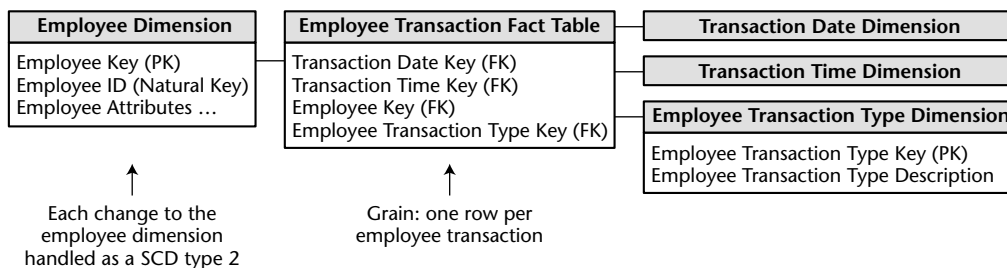 Employee Dimension
Employee Key (PK)
Employee ID (Natural Key)
Employee Attributes ...
Each change to the
employee dimension
handled as a SCD type 2
Employee Transaction Fact Table
Transaction Date Key (FK)
Transaction Time Key (FK)
Employee Key (FK)
Employee Transaction Type Key (FK)
Grain: one row per
employee transaction
Transaction Date Dimension
Transaction Time Dimension
Employee Transaction Type Dimension
Employee Transaction Type Key (PK)
Employee Transaction Type Description